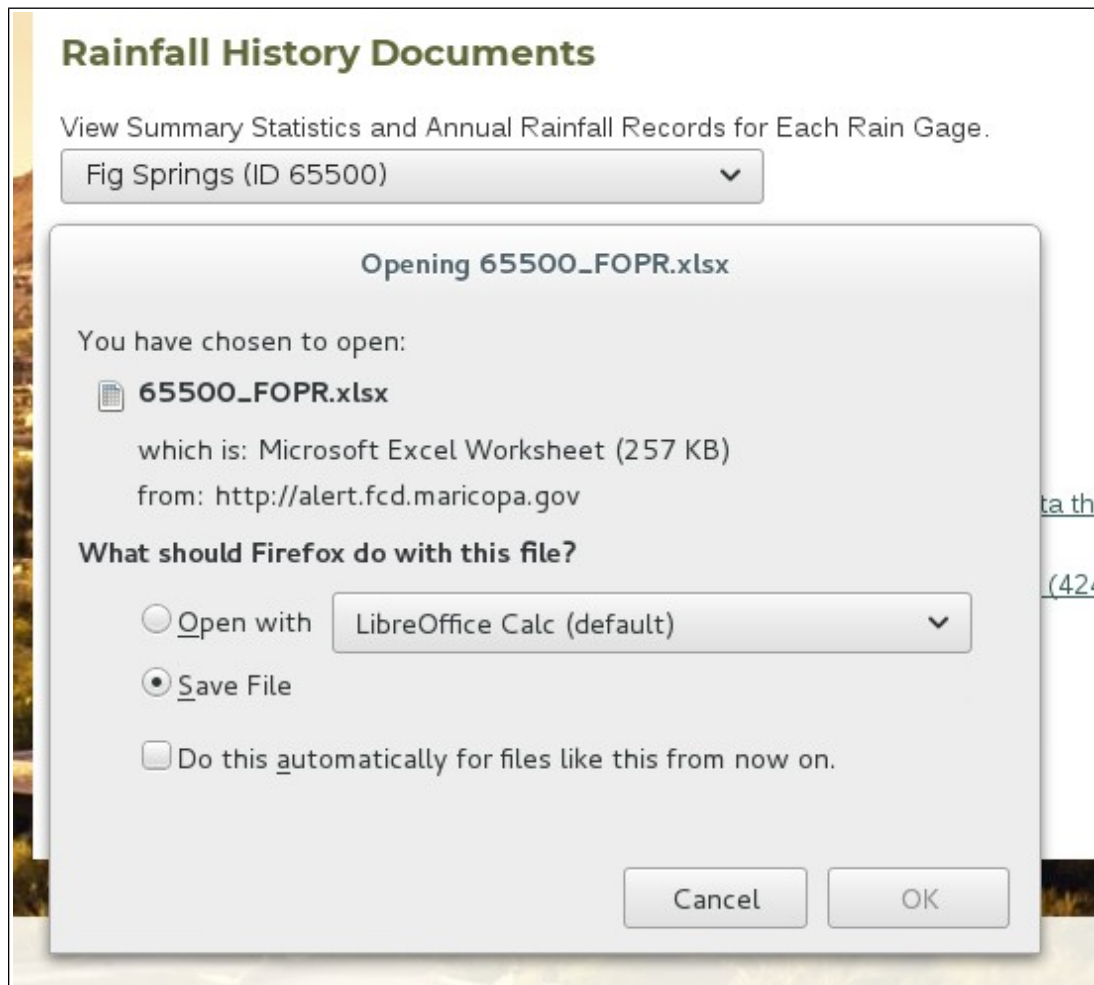 Rainfall History Documents
View Summary Statistics and Annual Rainfall Records for Each Rain Gage.
Fig Springs (ID 65500)
Opening 65500_FOPR.xlsx
You have chosen to open:
65500_FOPR.xlsx
which is: Microsoft Excel Worksheet (257 KB)
from: http://alert.fcd.maricopa.gov
ta th
What should Firefox do with this file?
(424
Open with LibreOffice Calc (default)
Save File
Do this automatically for files like this from now on.
Cancel OK